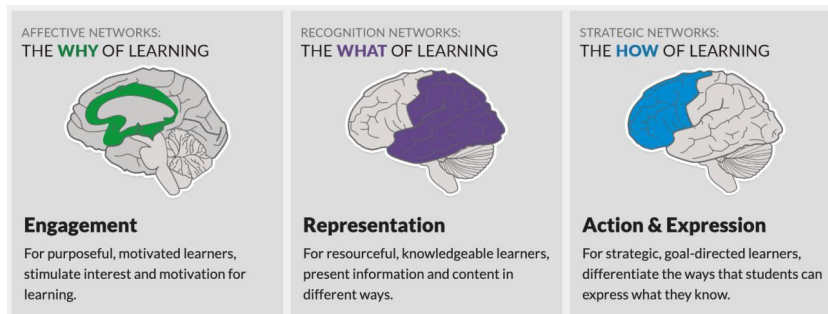 AFFECTIVE NETWORKS:
THE WHY OF LEARNING
Engagement
For purposeful, motivated learners,
stimulate interest and motivation for
learning.
RECOGNITION NETWORKS:
THE WHAT OF LEARNING
Representation
For resourceful, knowledgeable learners,
present information and content in
different ways.
STRATEGIC NETWORKS:
THE HOW OF LEARNING
Action & Expression
For strategic, goal-directed learners,
differentiate the ways that students can
express what they know.